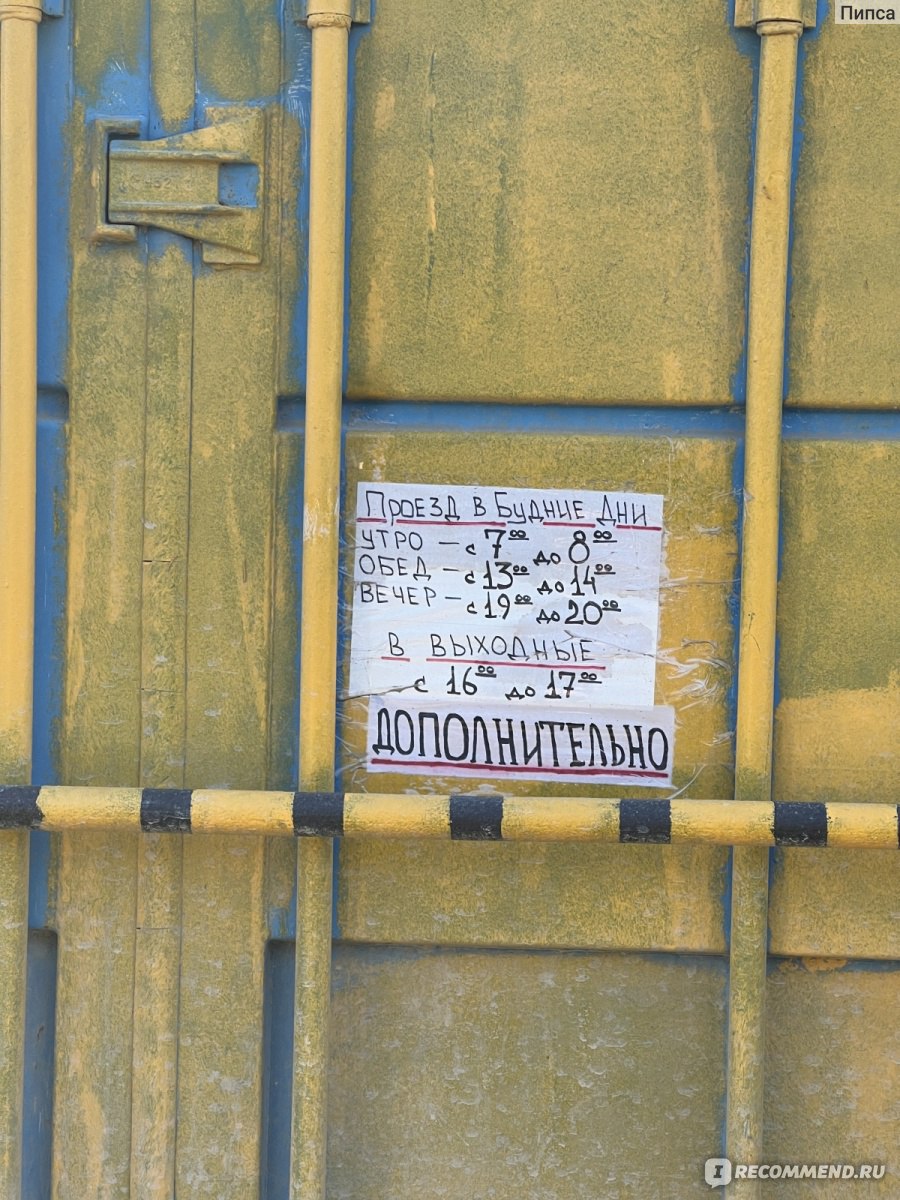 Пипса
Проезд в Будние Дни
УТРО – с 7⁰⁰ до 8⁰⁰
ОБЕД – с 13⁰⁰ до 14⁰⁰
ВЕЧЕР – с 19⁰⁰ до 20⁰⁰
В ВЫХОДНЫЕ
с 16⁰⁰ до 17⁰⁰
ДОПОЛНИТЕЛЬНО
IRECOMMEND.RU